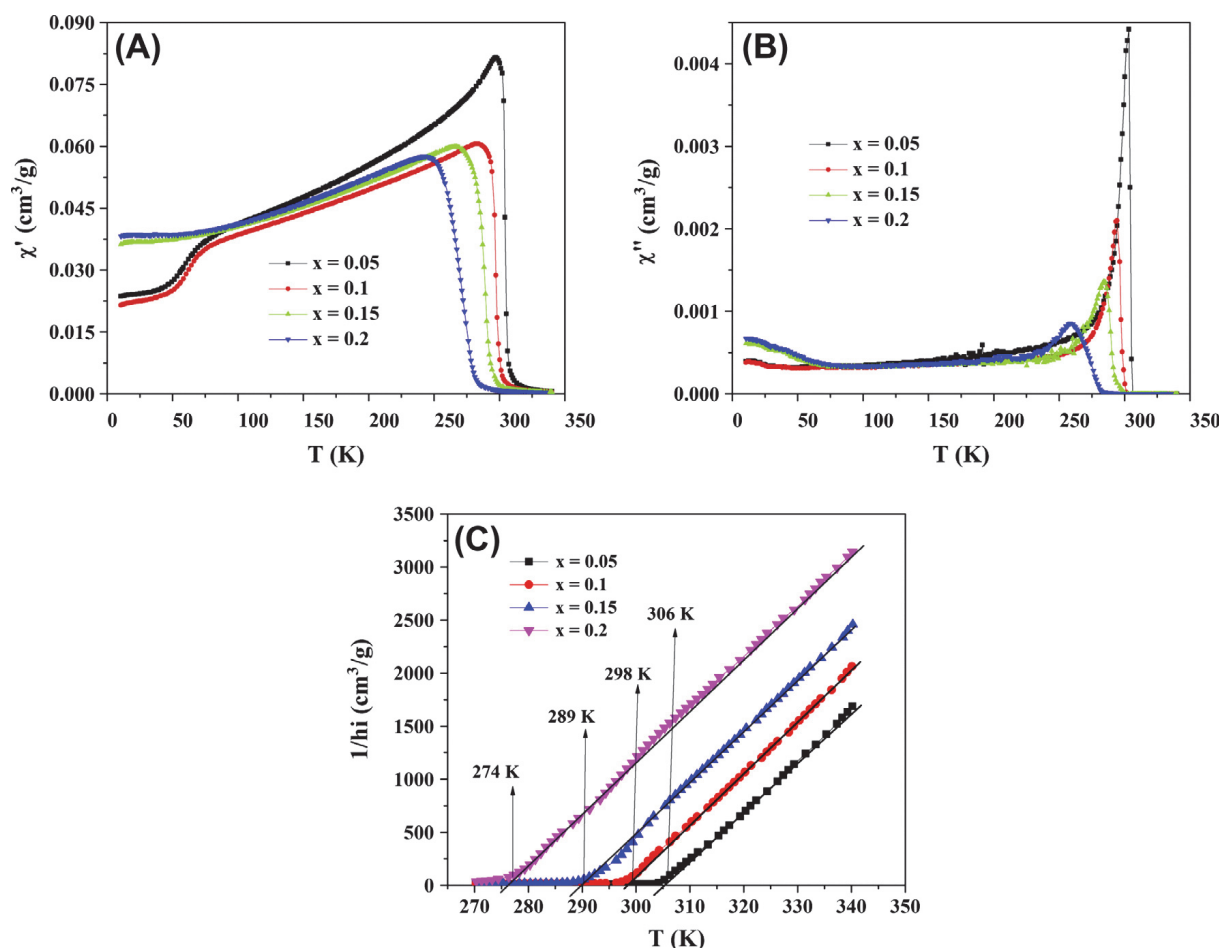 (A)
χ' (cm³/g)
0.090
0.075
0.060
0.045
0.030
0.015
0.000
x = 0.05
x = 0.1
x = 0.15
x = 0.2
0 50 100 150 200 250 300 350
T (K)
(B)
χ'' (cm³/g)
0.004
0.003
0.002
0.001
0.000
x = 0.05
x = 0.1
x = 0.15
x = 0.2
0 50 100 150 200 250 300 350
T (K)
(C)
1/hi (cm³/g)
3500
3000
2500
2000
1500
1000
500
0
x = 0.05
x = 0.1
x = 0.15
x = 0.2
306 K
298 K
289 K
274 K
270 280 290 300 310 320 330 340 350
T (K)